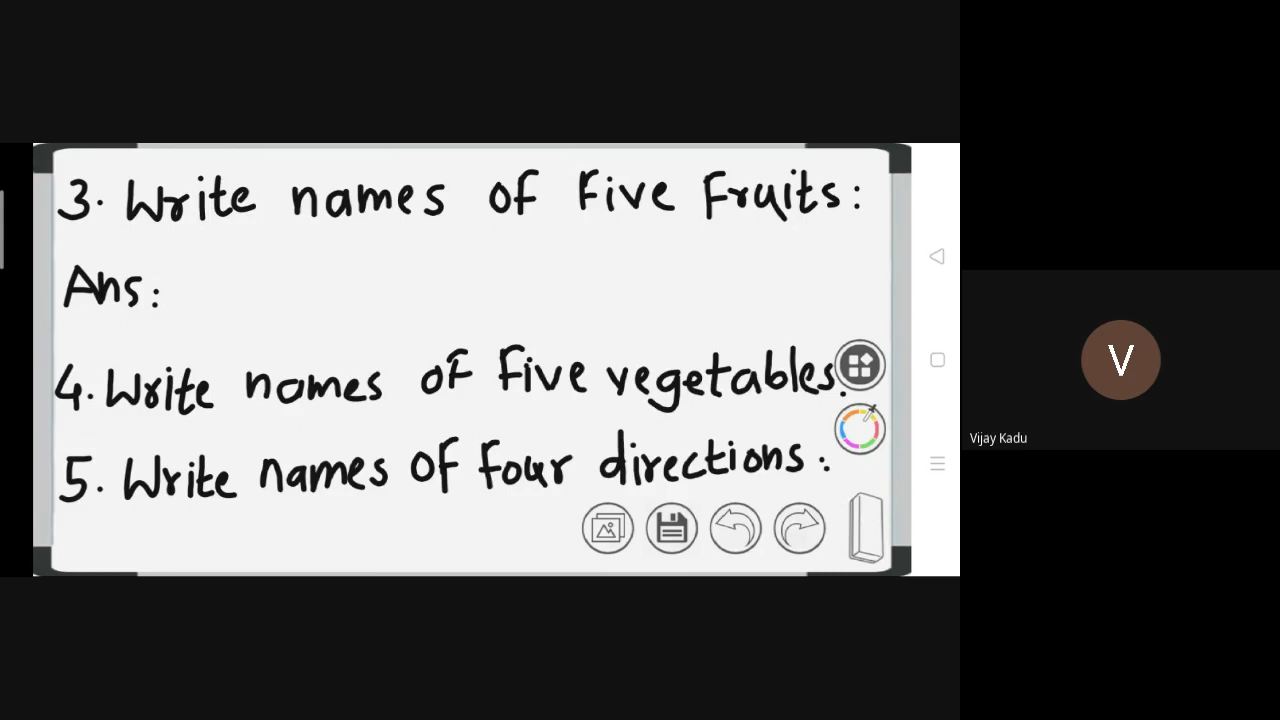 3. Write names of Five Fruits:
Ans:
4. Write names of five vegetables:
5. Write names of four directions:
V
Vijay Kadu